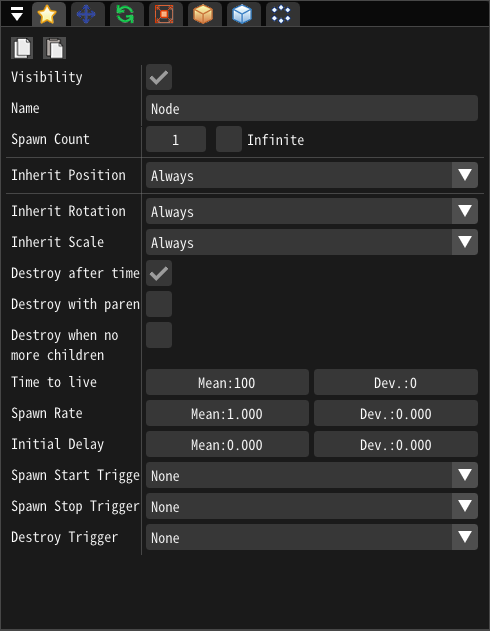 Visibility
Name Node
Spawn Count 1 Infinite
Inherit Position Always
Inherit Rotation Always
Inherit Scale Always
Destroy after time
Destroy with paren
Destroy when no
more children
Time to live Mean:100 Dev.:0
Spawn Rate Mean:1.000 Dev.:0.000
Initial Delay Mean:0.000 Dev.:0.000
Spawn Start Trigge None
Spawn Stop Trigger None
Destroy Trigger None